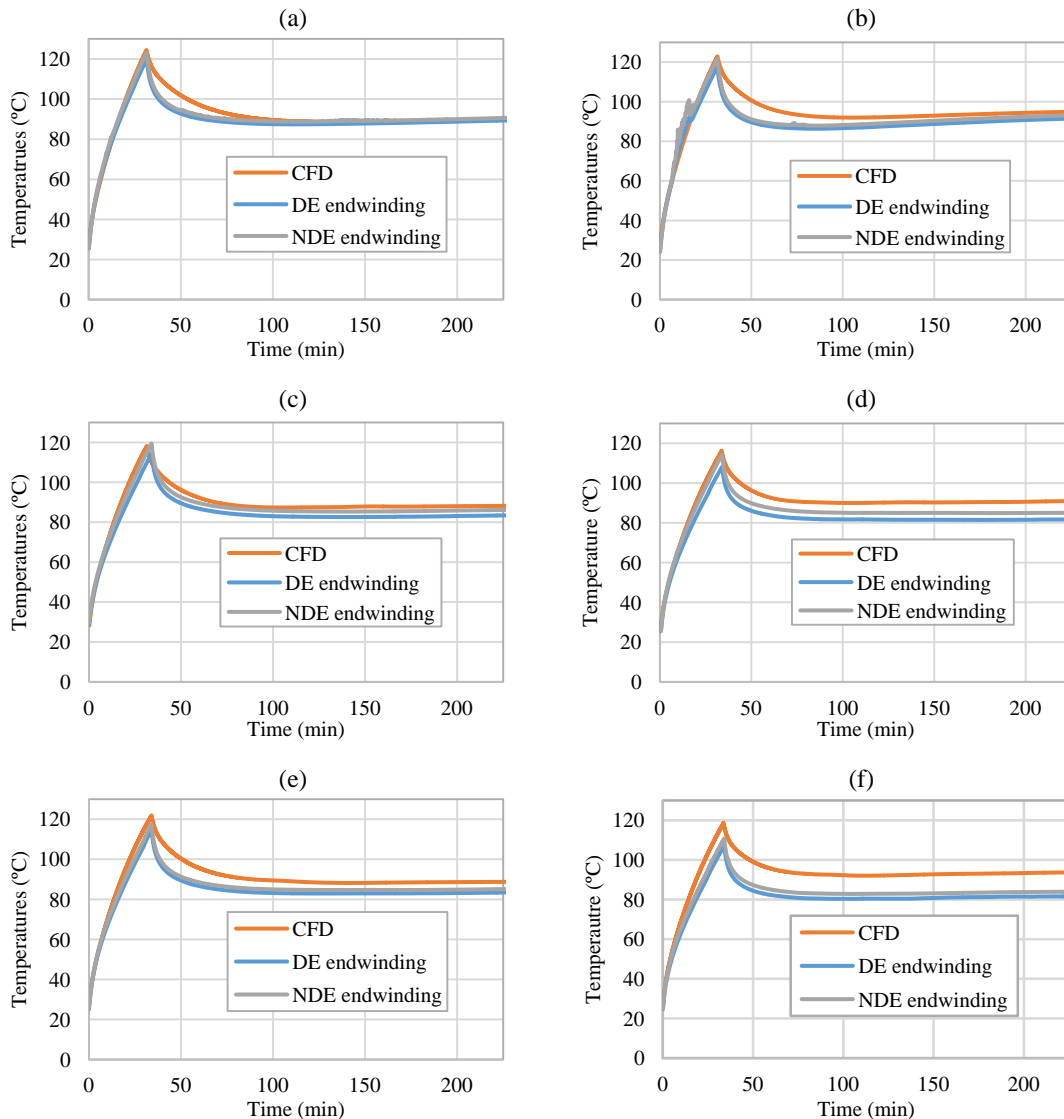 (a)
Temperatrues (ºC)
120
100
80
60
40
20
0
CFD
DE endwinding
NDE endwinding
0 50 100 150 200
Time (min)
(b)
Temperatures (ºC)
120
100
80
60
40
20
0
CFD
DE endwinding
NDE endwinding
0 50 100 150 200
Time (min)
(c)
Temperatures (ºC)
120
100
80
60
40
20
0
CFD
DE endwinding
NDE endwinding
0 50 100 150 200
Time (min)
(d)
Temperature (ºC)
120
100
80
60
40
20
0
CFD
DE endwinding
NDE endwinding
0 50 100 150 200
Time (min)
(e)
Temperatures (ºC)
120
100
80
60
40
20
0
CFD
DE endwinding
NDE endwinding
0 50 100 150 200
Time (min)
(f)
Temperautre (ºC)
120
100
80
60
40
20
0
CFD
DE endwinding
NDE endwinding
0 50 100 150 200
Time (min)